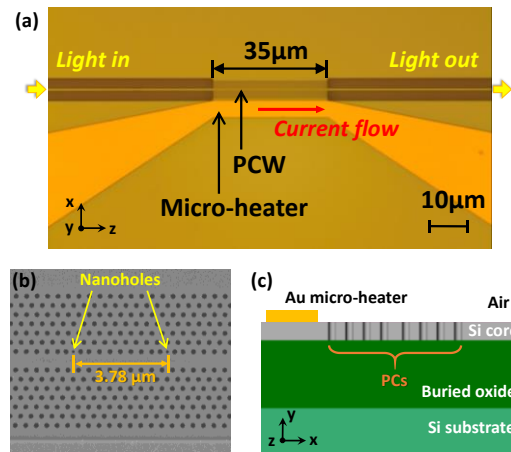 (a)
35μm
Light in
Light out
Current flow
PCW
Micro-heater
x
y
z
10μm
(b)
Nanoholes
3.78 μm
(c)
Au micro-heater
Air
Si core
PCs
Buried oxide
Si substrate
y
z
x